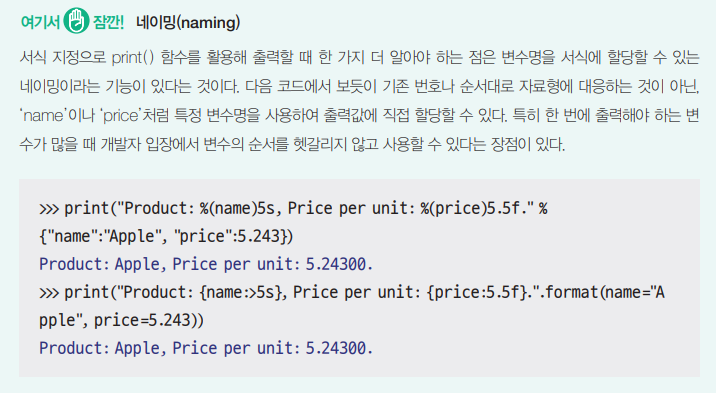 여기서 잠깐! 네이밍(naming)
서식 지정으로 print( ) 함수를 활용해 출력할 때 한 가지 더 알아야 하는 점은 변수명을 서식에 할당할 수 있는
네이밍이라는 기능이 있다는 것이다. 다음 코드에서 보듯이 기존 번호나 순서대로 자료형에 대응하는 것이 아닌,
‘name’이나 ‘price’처럼 특정 변수명을 사용하여 출력값에 직접 할당할 수 있다. 특히 한 번에 출력해야 하는 변
수가 많을 때 개발자 입장에서 변수의 순서를 헷갈리지 않고 사용할 수 있다는 장점이 있다.
>>> print("Product: %(name)5s, Price per unit: %(price)5.5f." %
{"name":"Apple", "price":5.243})
Product: Apple, Price per unit: 5.24300.
>>> print("Product: {name:>5s}, Price per unit: {price:5.5f}.".format(name="A
pple", price=5.243))
Product: Apple, Price per unit: 5.24300.